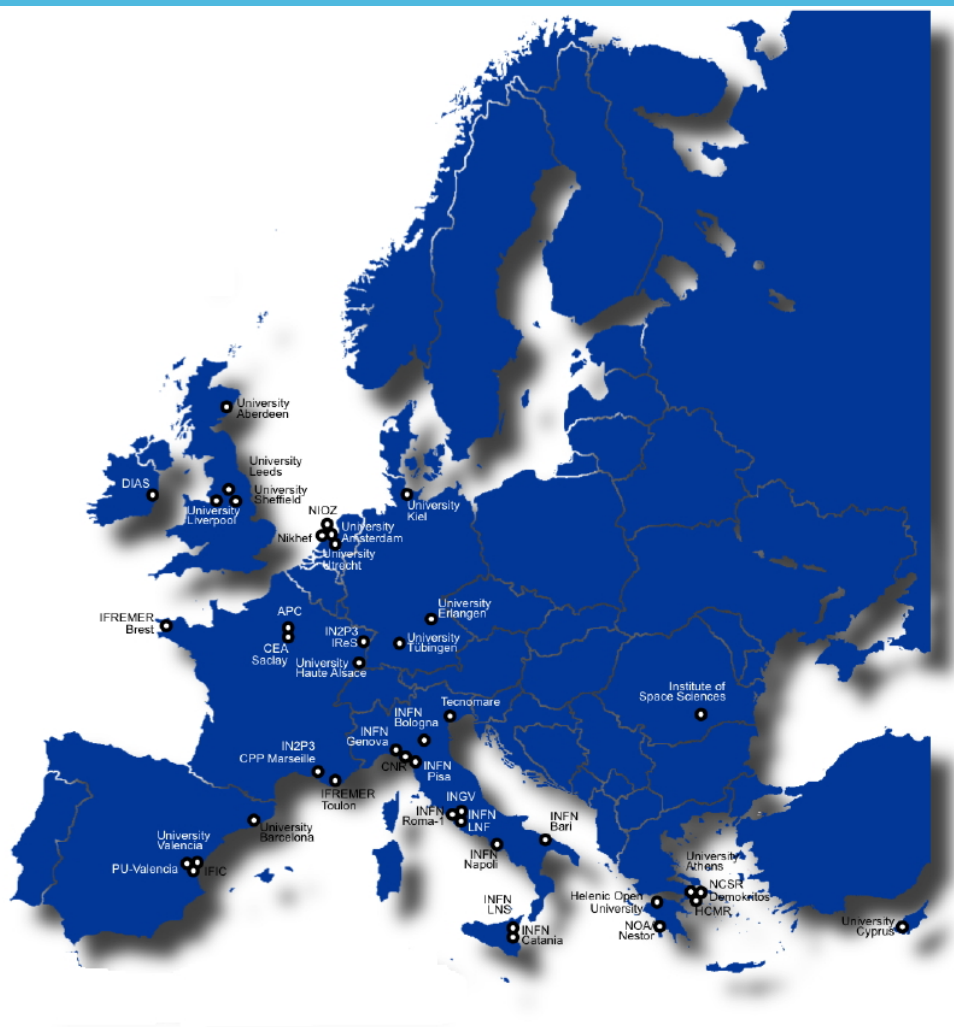 University
Aberdeen
University
Leeds
DIAS
University
Sheffield
University
Liverpool
University
Kiel
NIOZ
Nikhef
University
Amsterdam
University
Utrecht
IFREMER
Brest
APC
CEA
Saclay
IN2P3
IReS
University
Haute Alsace
University
Erlangen
University
Tübingen
Institute of
Space Sciences
Tecnomare
INFN
Bologna
INFN
Genova
CNR
INFN
Pisa
IN2P3
CPP Marseille
IFREMER
Toulon
INGV
INFN
Roma-1
INFN
LNF
INFN
Bari
INFN
Napoli
University
Barcelona
University
Valencia
PU-Valencia
IFIC
University
Athens
NCSR
Demokritos
HCMR
Helenic Open
University
NOA/
Nestor
INFN
LNS
INFN
Catania
University
Cyprus